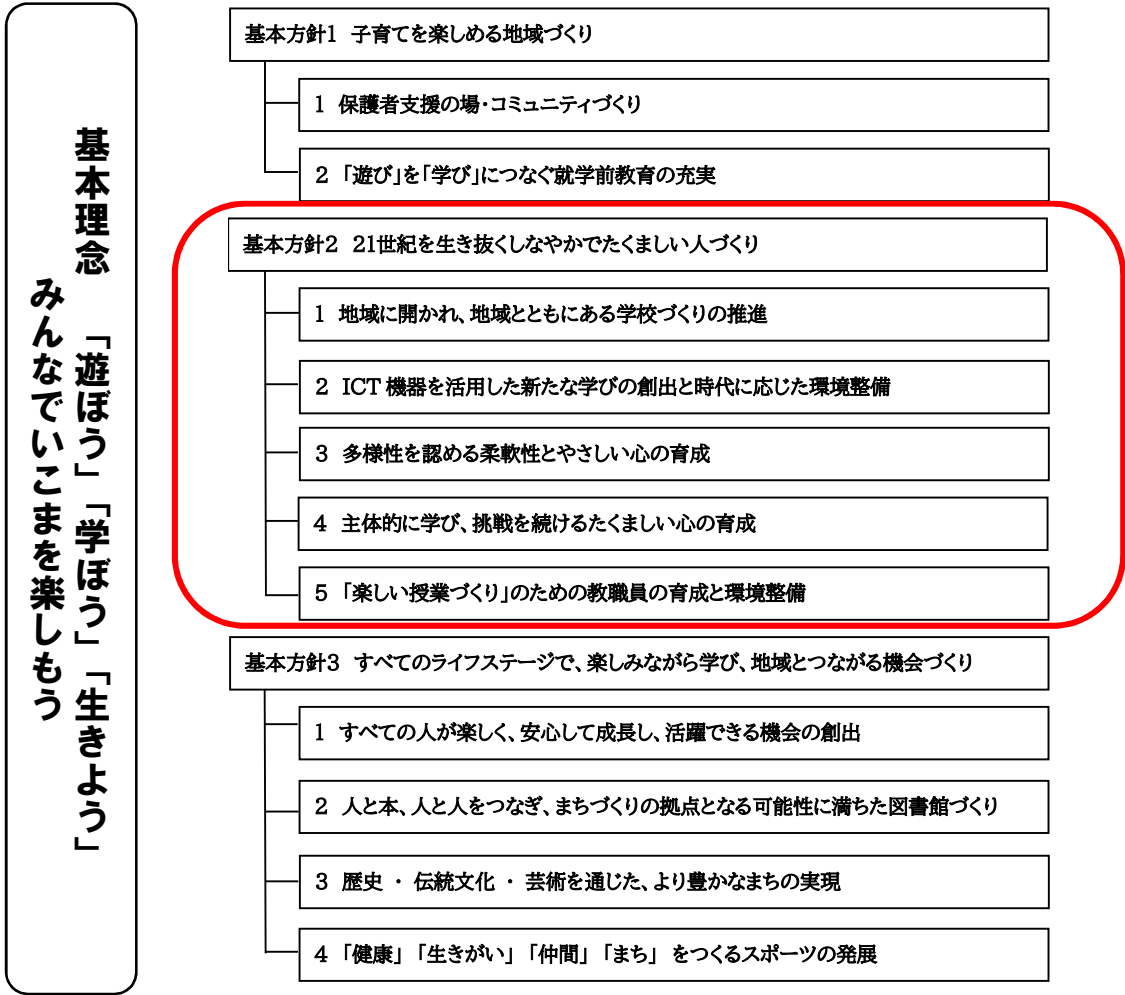 基本理念 「遊ぼう」「学ぼう」「生きよう」
みんなでいこまを楽しもう
基本方針1 子育てを楽しめる地域づくり
1 保護者支援の場・コミュニティづくり
2 「遊び」を「学び」につなぐ就学前教育の充実
基本方針2 21世紀を生き抜くしなやかでたくましい人づくり
1 地域に開かれ、地域とともにある学校づくりの推進
2 ICT 機器を活用した新たな学びの創出と時代に応じた環境整備
3 多様性を認める柔軟性とやさしい心の育成
4 主体的に学び、挑戦を続けるたくましい心の育成
5 「楽しい授業づくり」のための教職員の育成と環境整備
基本方針3 すべてのライフステージで、楽しみながら学び、地域とつながる機会づくり
1 すべての人が楽しく、安心して成長し、活躍できる機会の創出
2 人と本、人と人をつなぎ、まちづくりの拠点となる可能性に満ちた図書館づくり
3 歴史 ・ 伝統文化 ・ 芸術を通じた、より豊かなまちの実現
4 「健康」 「生きがい」 「仲間」 「まち」 をつくるスポーツの発展